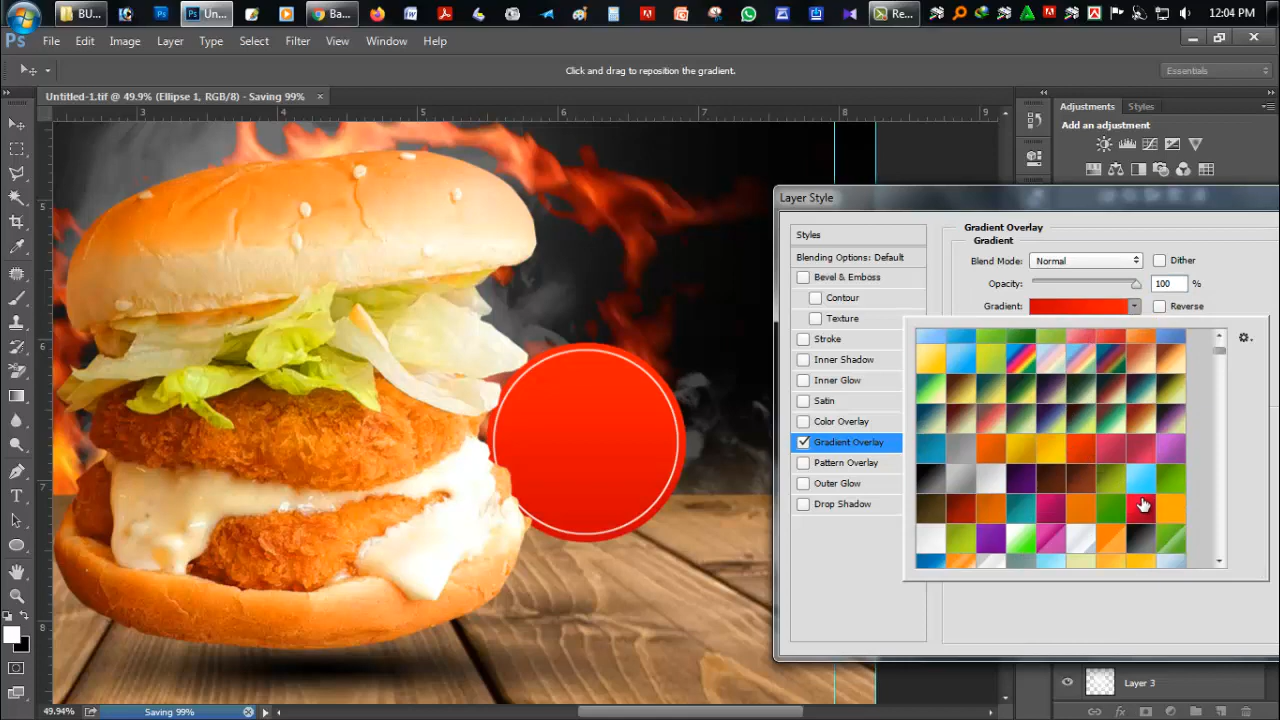 BU...
Un...
Ba...
Re...
12:04 PM
Ps File Edit Image Layer Type Select Filter View Window Help
Click and drag to reposition the gradient.
Essentials
Untitled-1.tif @ 49.9% (Ellipse 1, RGB/8) - Saving 99% ×
3 4 5 6 7 8 9
5
6
7
8
Adjustments Styles
Add an adjustment
Layer Style
Styles
Blending Options: Default
Bevel & Emboss
Contour
Texture
Stroke
Inner Shadow
Inner Glow
Satin
Color Overlay
Gradient Overlay
Pattern Overlay
Outer Glow
Drop Shadow
Gradient Overlay
Gradient
Blend Mode: Normal Dither
Opacity: 100 %
Gradient: Reverse
Layer 3
49.94% Saving 99%